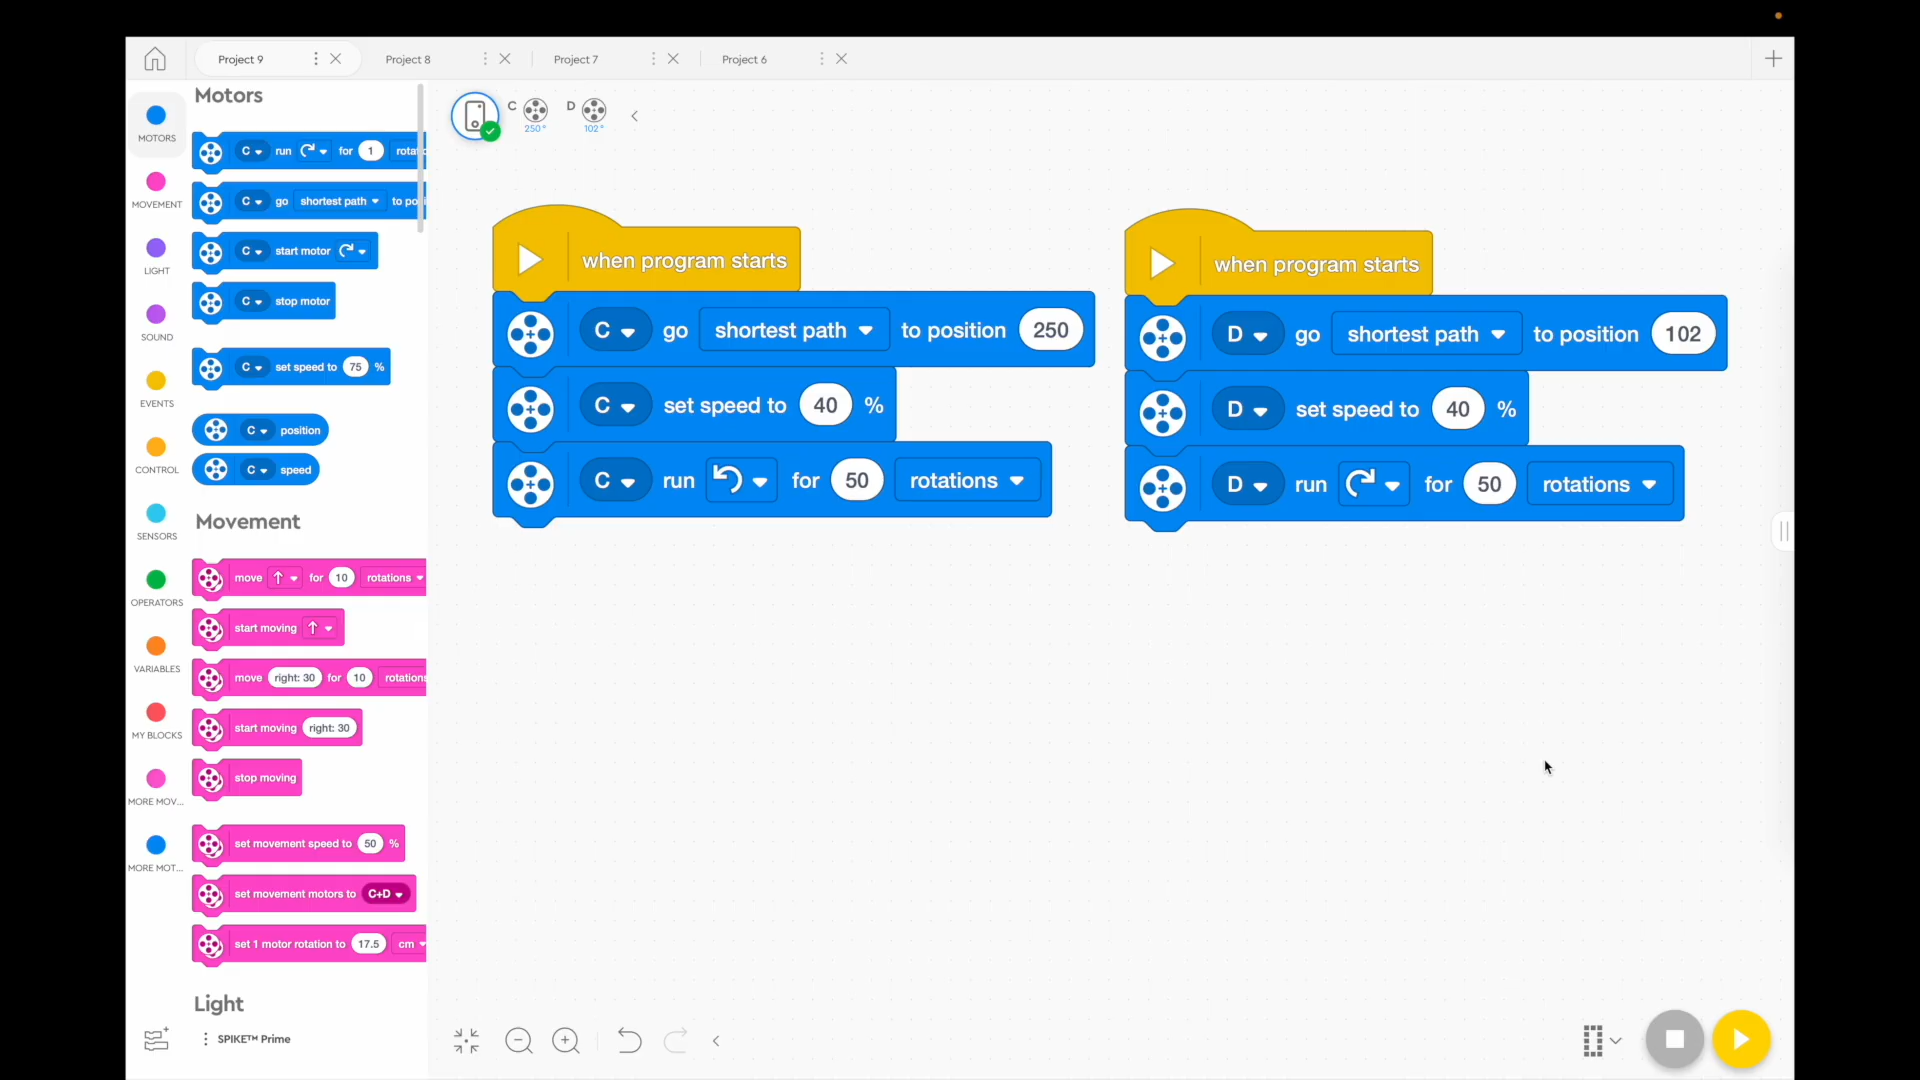 Project 9
Project 8
Project 7
Project 6
MOTORS
MOVEMENT
LIGHT
SOUND
EVENTS
CONTROL
SENSORS
OPERATORS
VARIABLES
MY BLOCKS
MORE MOV...
MORE MOT...
Motors
C run for 1 rotat
C go shortest path to posi
C start motor
C stop motor
C set speed to 75 %
C position
C speed
Movement
move for 10 rotations
start moving
move right: 30 for 10 rotations
start moving right: 30
stop moving
set movement speed to 50 %
set movement motors to C+D
set 1 motor rotation to 17.5 cm
Light
SPIKE™ Prime
C 250°
D 102°
when program starts
C go shortest path to position 250
C set speed to 40 %
C run for 50 rotations
when program starts
D go shortest path to position 102
D set speed to 40 %
D run for 50 rotations